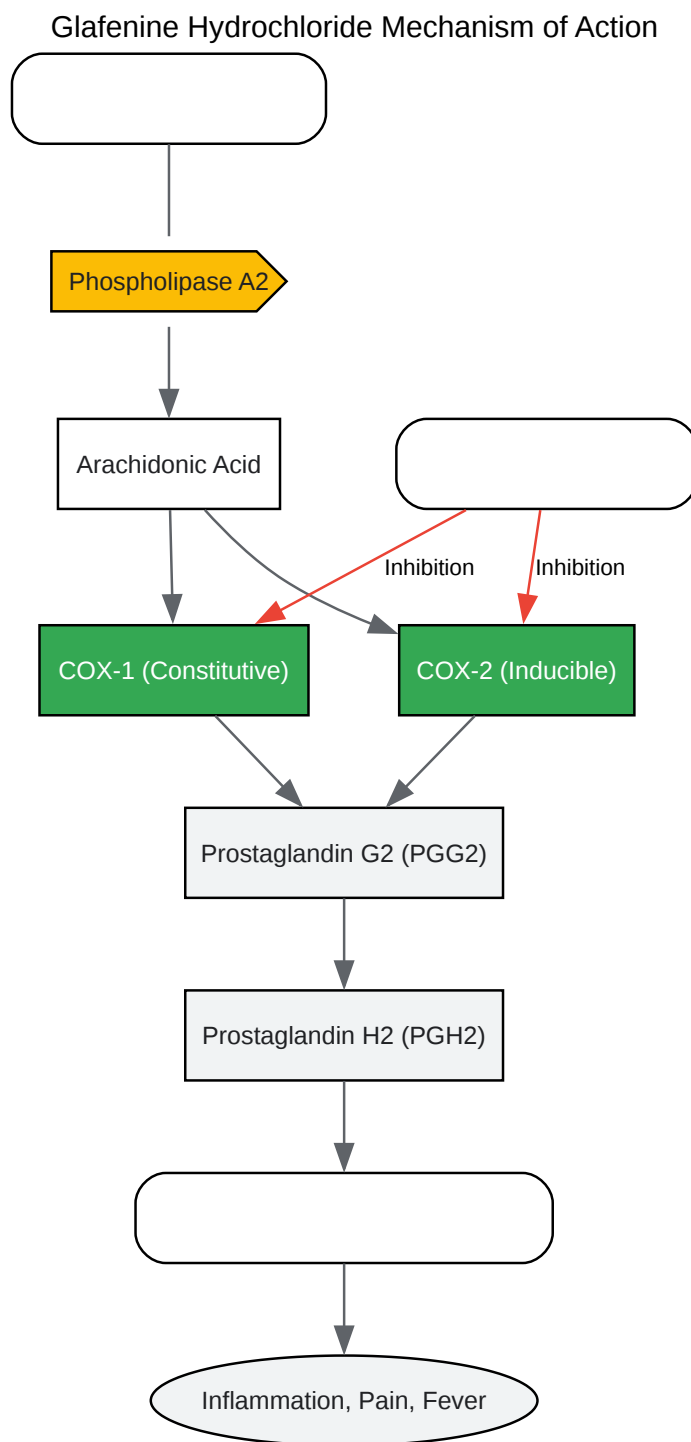 Glafenine Hydrochloride Mechanism of Action
Phospholipase A2
Arachidonic Acid
Inhibition
Inhibition
COX-1 (Constitutive)
COX-2 (Inducible)
Prostaglandin G2 (PGG2)
Prostaglandin H2 (PGH2)
Inflammation, Pain, Fever